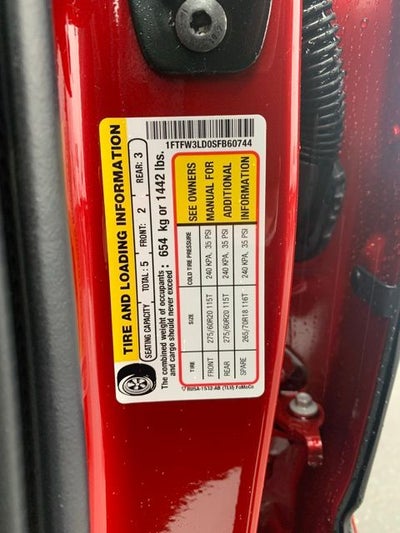 1FTFW3LD0SFB60744
TIRE AND LOADING INFORMATION
SEATING CAPACITY TOTAL : 5 FRONT: 2 REAR: 3
The combined weight of occupants : 654 kg or 1442 lbs.
and cargo should never exceed
TIRE SIZE COLD TIRE PRESSURE SEE OWNERS
FRONT 275/60R20 115T 240 KPA, 35 PSI MANUAL FOR
REAR 275/60R20 115T 240 KPA, 35 PSI ADDITIONAL
SPARE 265/70R18 116T 240 KPA, 35 PSI INFORMATION